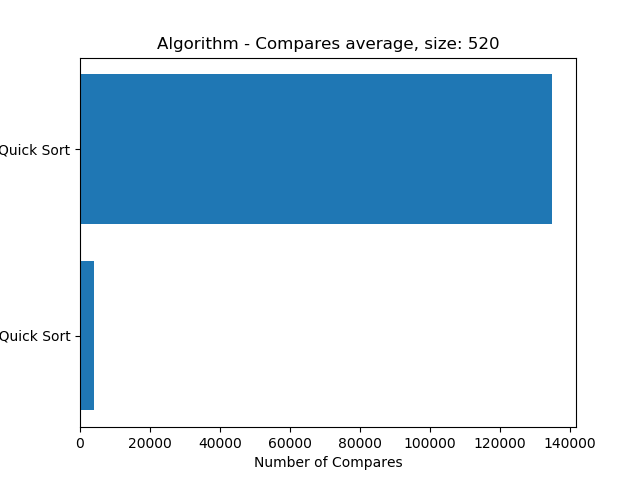 Algorithm - Compares average, size: 520
Quick Sort
Quick Sort
0 20000 40000 60000 80000 100000 120000 140000
Number of Compares